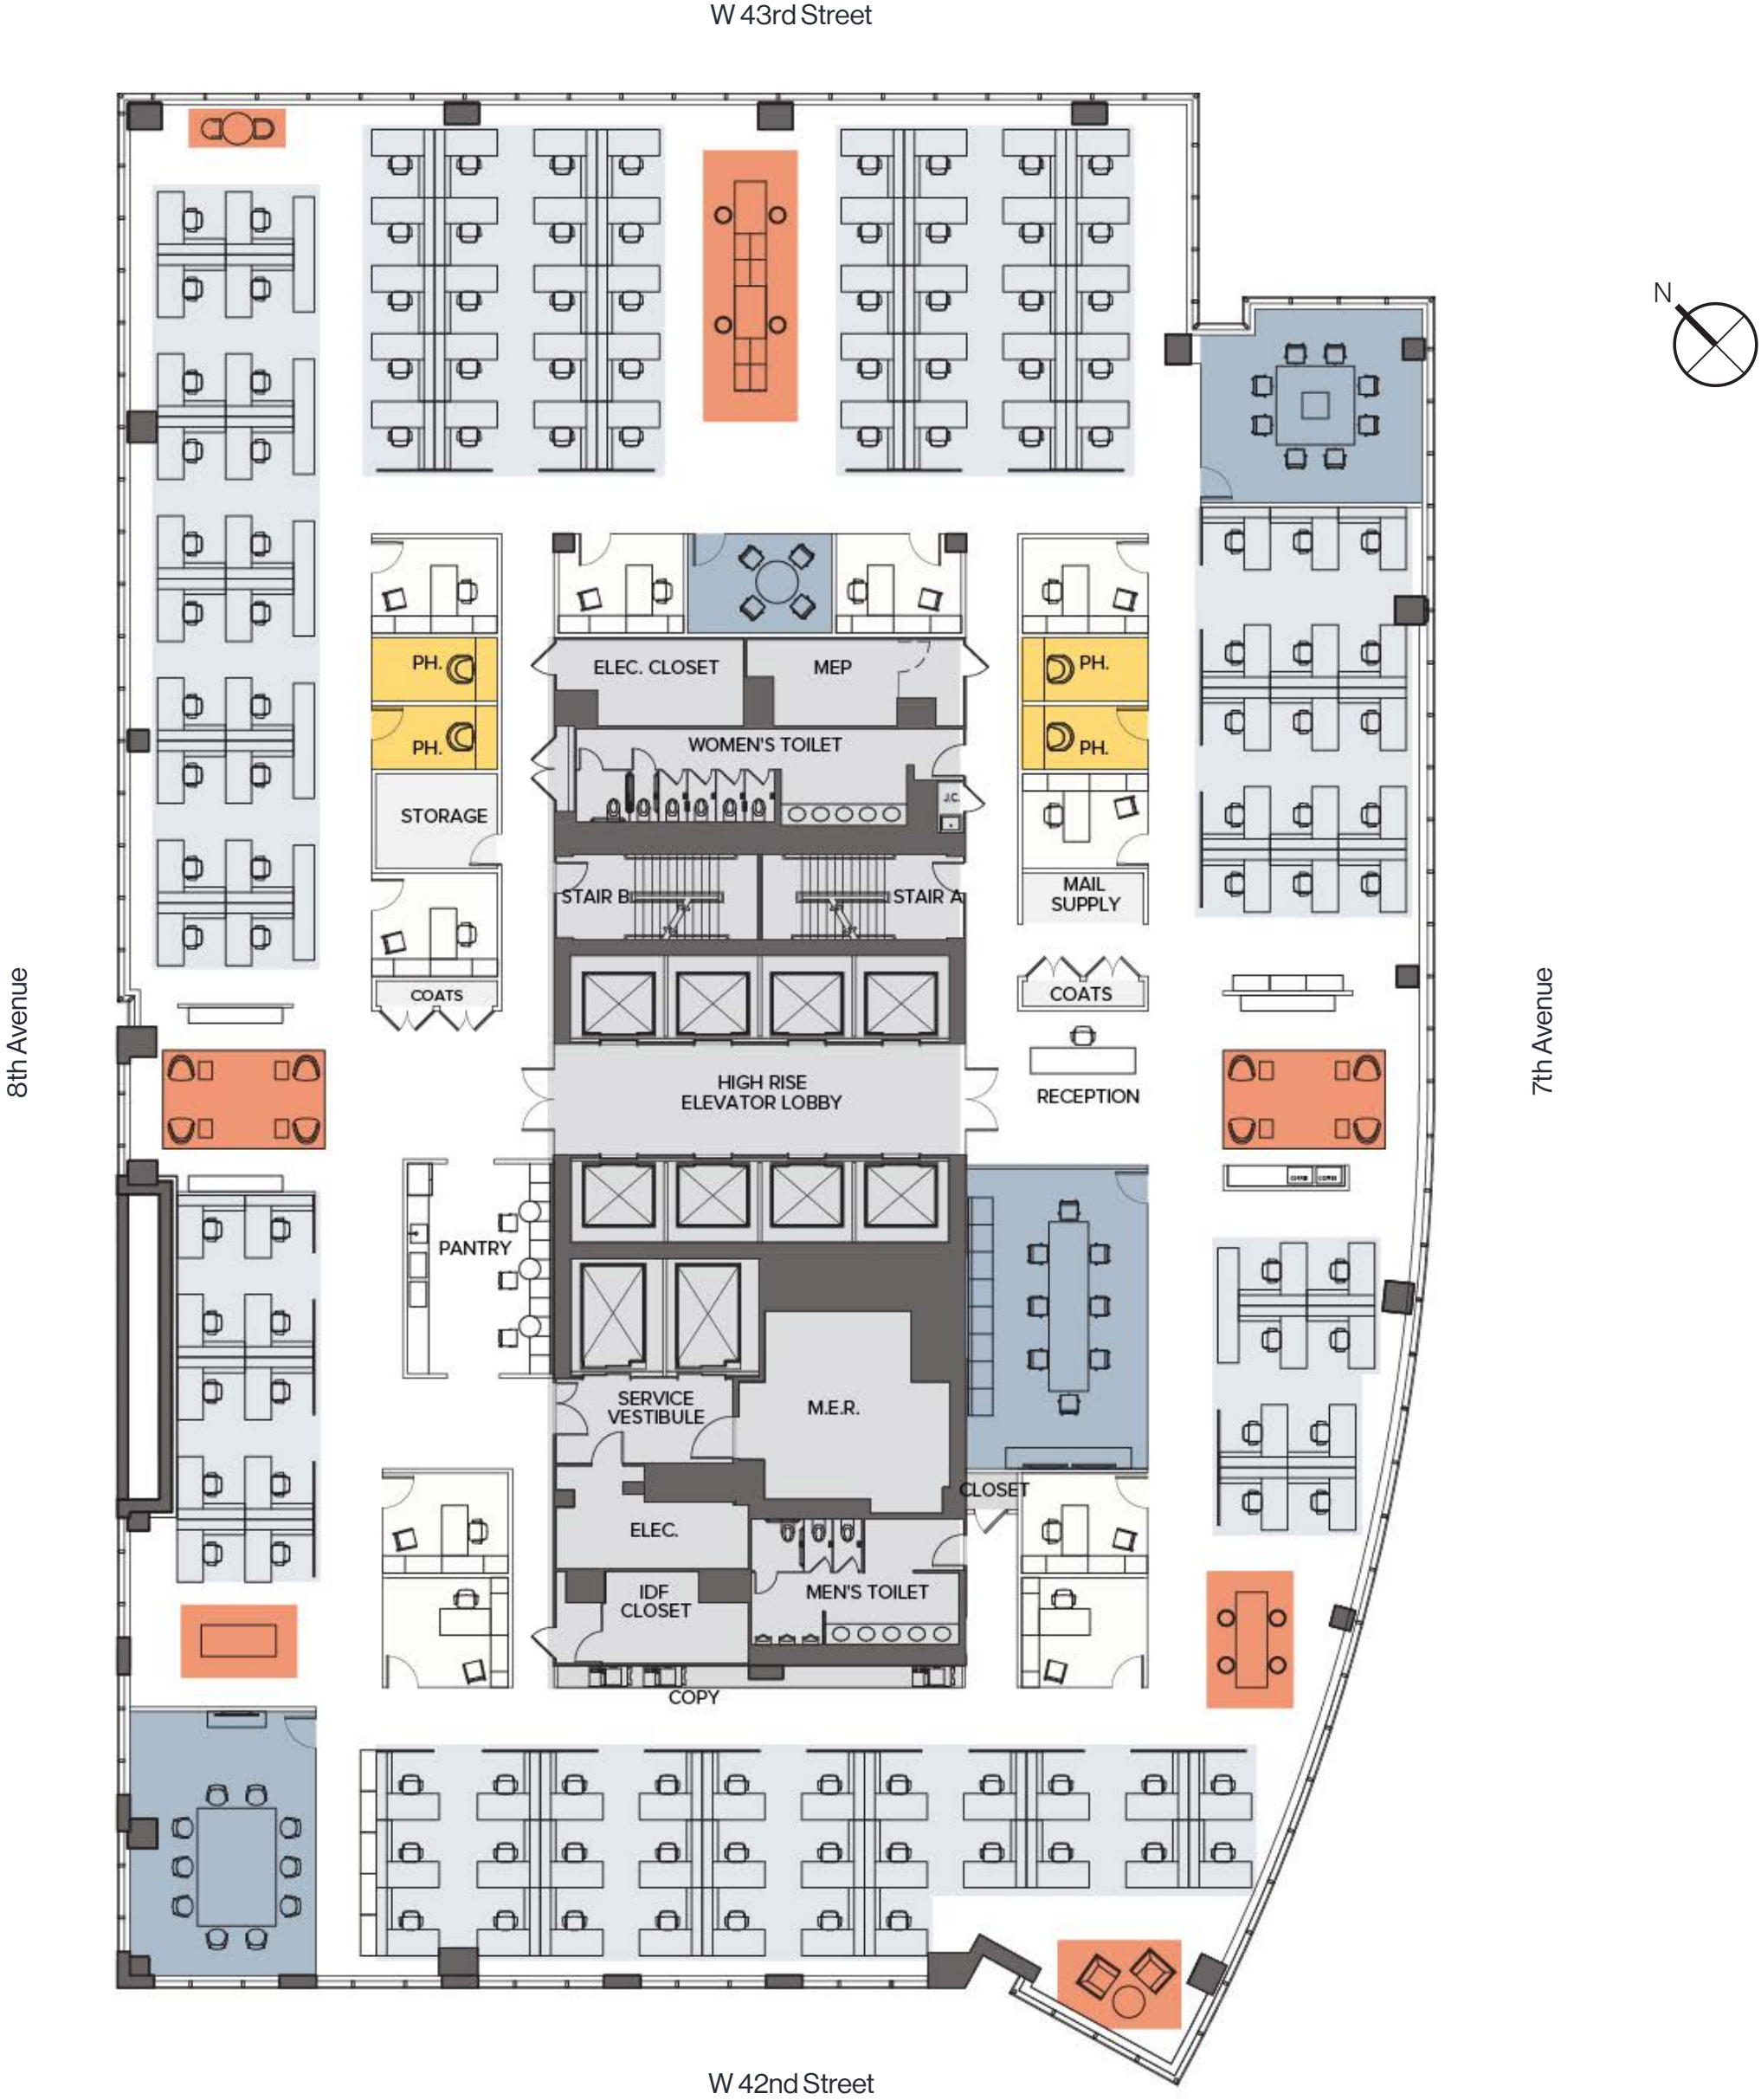 W 43rd Street
N
PH.
ELEC. CLOSET
MEP
PH.
PH.
WOMEN'S TOILET
PH.
STORAGE
J.C.
STAIR B
STAIR A
MAIL
SUPPLY
COATS
COATS
8th Avenue
7th Avenue
HIGH RISE
ELEVATOR LOBBY
RECEPTION
PANTRY
SERVICE
VESTIBULE
M.E.R.
CLOSET
ELEC.
IDF
CLOSET
MEN'S TOILET
COPY
W 42nd Street